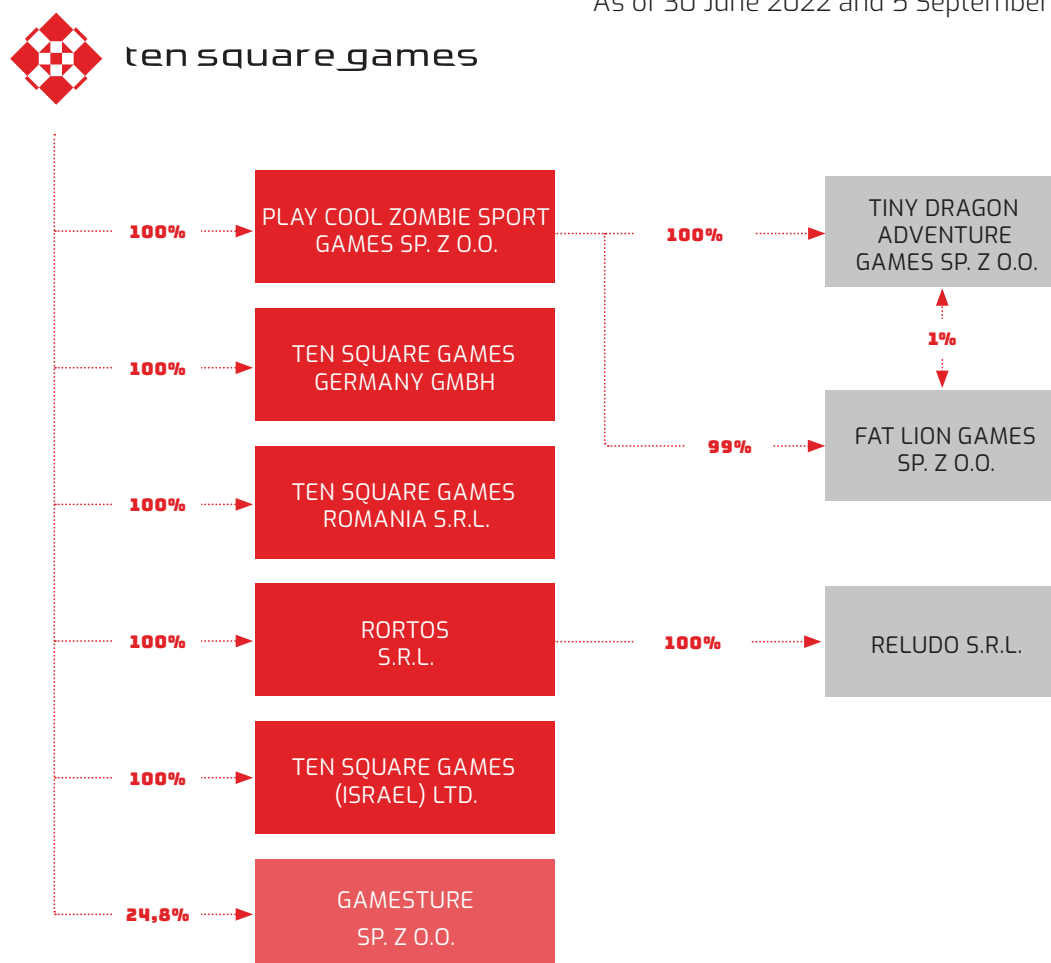 As of 30 June 2022 and 5 September
ten square games
100%
PLAY COOL ZOMBIE SPORT
GAMES SP. Z O.O.
100%
TINY DRAGON
ADVENTURE
GAMES SP. Z O.O.
1%
100%
TEN SQUARE GAMES
GERMANY GMBH
99%
FAT LION GAMES
SP. Z O.O.
100%
TEN SQUARE GAMES
ROMANIA S.R.L.
100%
RORTOS
S.R.L.
100%
RELUDO S.R.L.
100%
TEN SQUARE GAMES
(ISRAEL) LTD.
24,8%
GAMESTURE
SP. Z O.O.